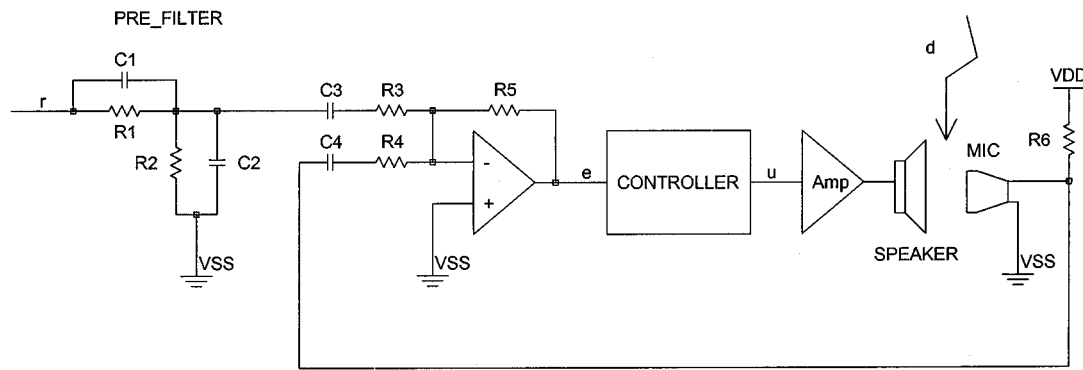 PRE_FILTER
d
C1
r
VDD
C3
R3
R5
R1
R6
R2
C2
C4
R4
MIC
-
e
CONTROLLER
u
Amp
+
VSS
VSS
SPEAKER
VSS